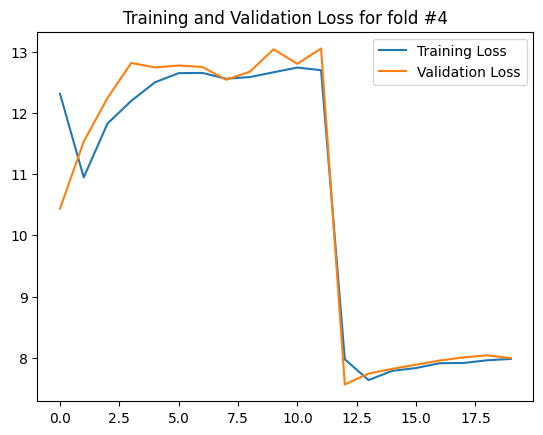 Training and Validation Loss for fold #4
Training Loss
Validation Loss
13
12
11
10
9
8
0.0 2.5 5.0 7.5 10.0 12.5 15.0 17.5